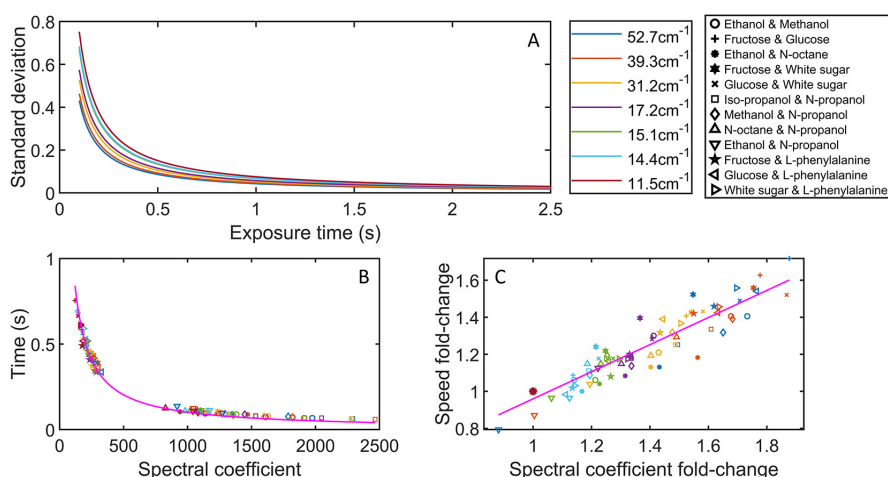 A
Standard deviation
0.8
0.6
0.4
0.2
0
0
0.5
1
1.5
2
2.5
Exposure time (s)
52.7cm⁻¹
39.3cm⁻¹
31.2cm⁻¹
17.2cm⁻¹
15.1cm⁻¹
14.4cm⁻¹
11.5cm⁻¹
Ethanol & Methanol
Fructose & Glucose
Ethanol & N-octane
Fructose & White sugar
Glucose & White sugar
Iso-propanol & N-propanol
Methanol & N-propanol
N-octane & N-propanol
Ethanol & N-propanol
Fructose & L-phenylalanine
Glucose & L-phenylalanine
White sugar & L-phenylalanine
B
Time (s)
1
0.5
0
0
500
1000
1500
2000
2500
Spectral coefficient
C
Speed fold-change
1.6
1.4
1.2
1
0.8
1
1.2
1.4
1.6
1.8
Spectral coefficient fold-change